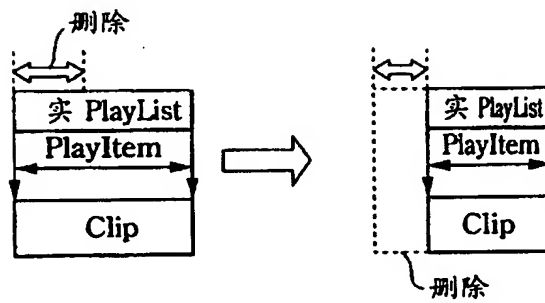 删除
实 PlayList
PlayItem
Clip
实 PlayList
PlayItem
Clip
删除